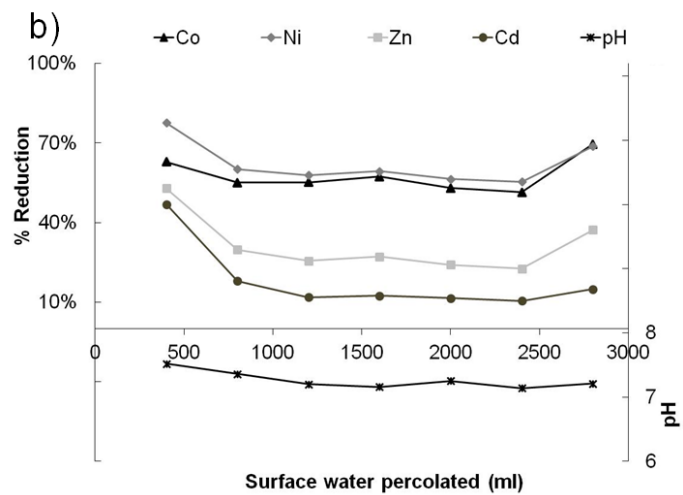 b)
Co Ni Zn Cd pH
100%
70%
40%
10%
% Reduction
8
0 500 1000 1500 2000 2500 3000
7
pH
6
Surface water percolated (ml)